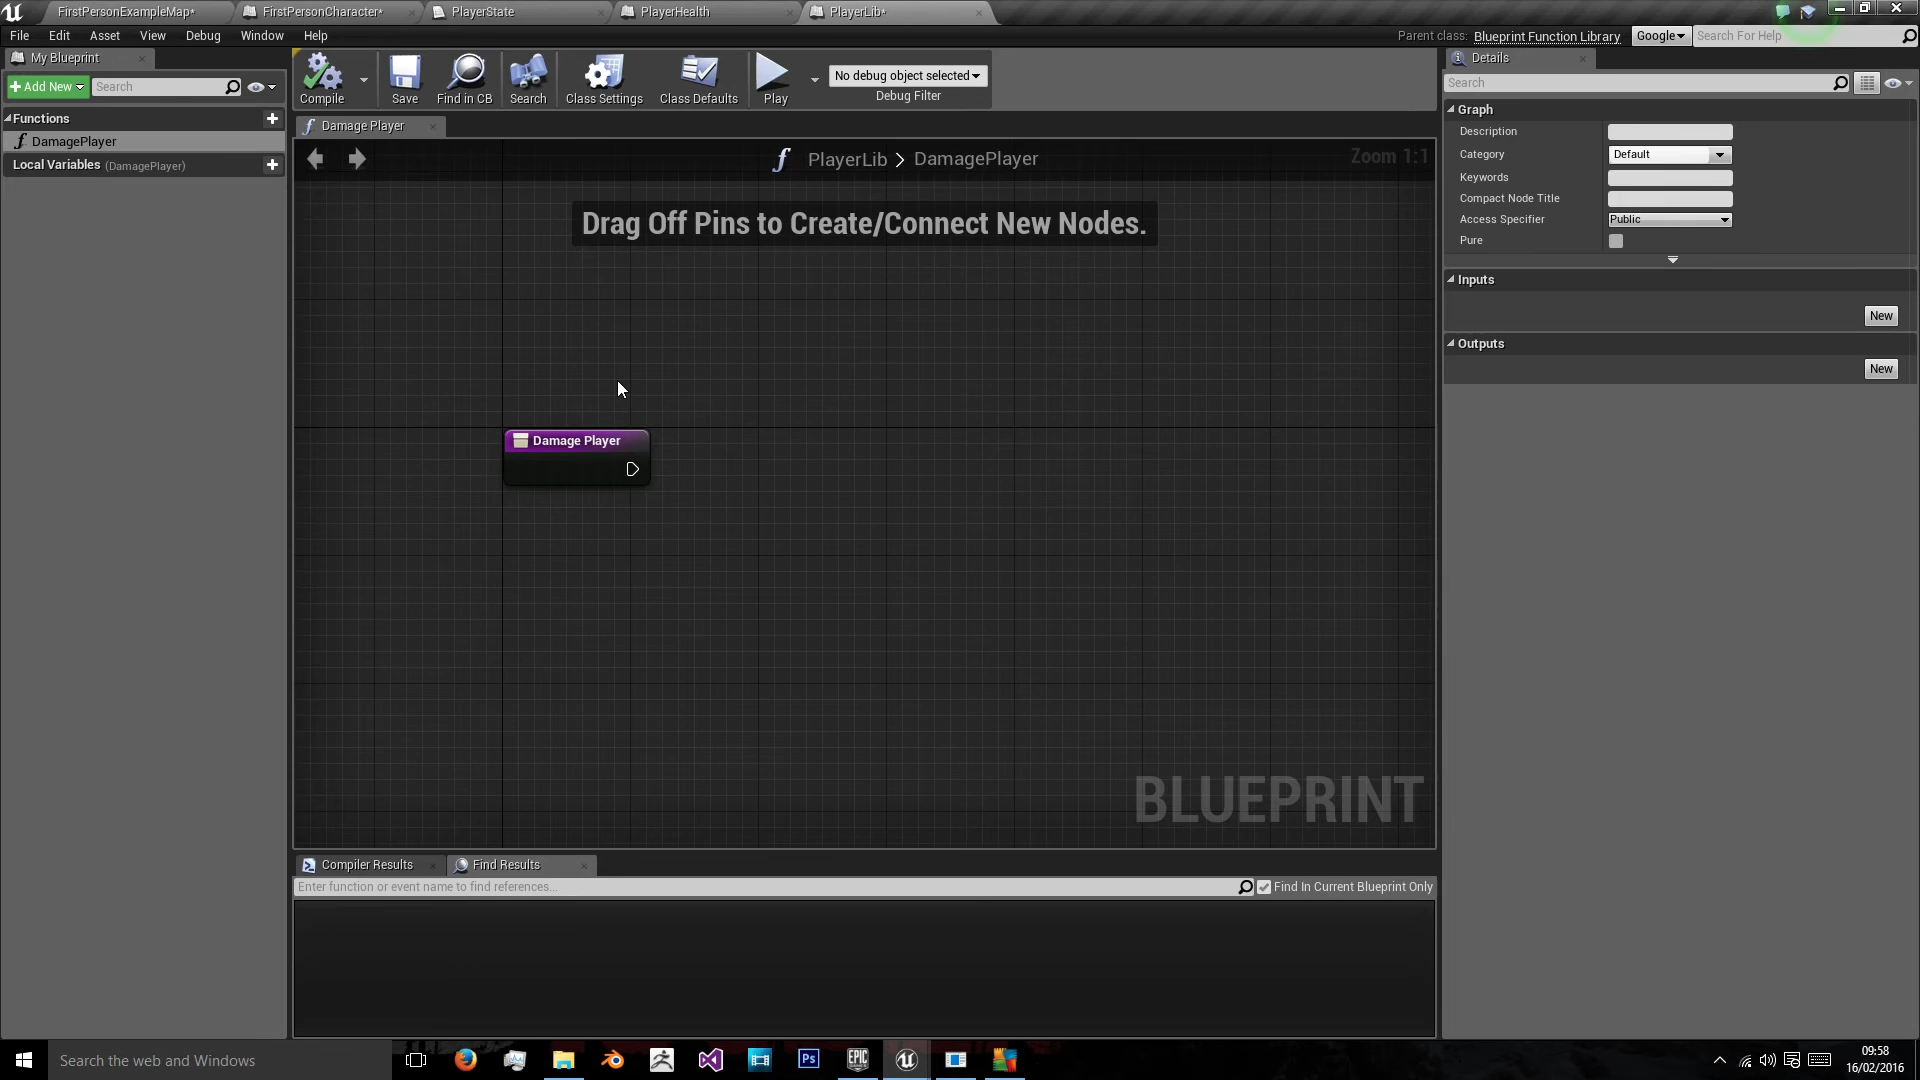 FirstPersonExampleMap*
FirstPersonCharacter*
PlayerState
PlayerHealth
PlayerLib*
File Edit Asset View Debug Window Help
Parent class: Blueprint Function Library
Google
Search For Help
My Blueprint
Add New
Search
Functions
DamagePlayer
Local Variables (DamagePlayer)
Compile
Save
Find in CB
Search
Class Settings
Class Defaults
Play
No debug object selected
Debug Filter
Damage Player
PlayerLib > DamagePlayer
Zoom 1:1
Drag Off Pins to Create/Connect New Nodes.
Damage Player
BLUEPRINT
Compiler Results
Find Results
Enter function or event name to find references...
Find In Current Blueprint Only
Details
Search
Graph
Description
Category Default
Keywords
Compact Node Title
Access Specifier Public
Pure
Inputs
New
Outputs
New
Search the web and Windows
Ps
EPIC
GAMES
09:58
16/02/2016